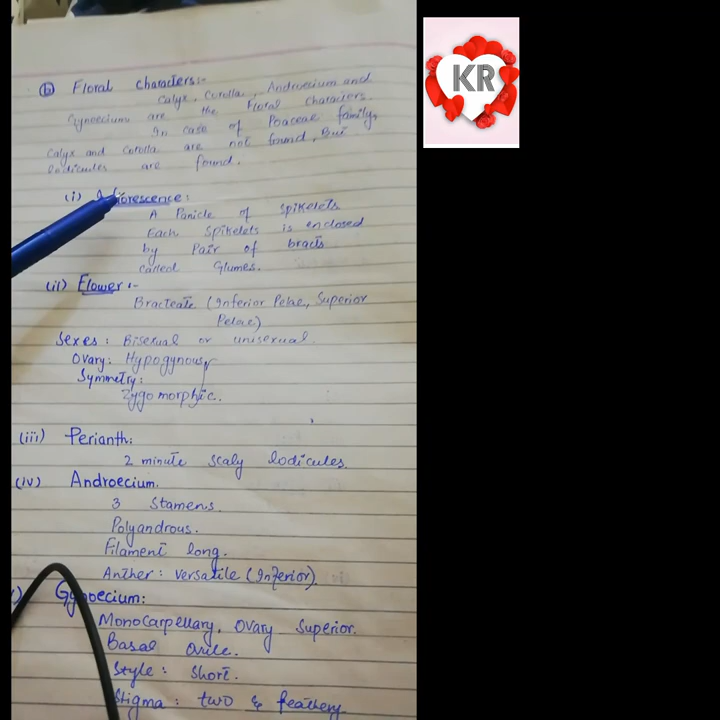 (b) Floral characters:-
Calyx, Corolla, Androecium and
Gynoecium are the Floral Characters.
In case of Poaceae family,
Calyx and Corolla are not found, But
lodicules are found.
KR
(i) Inflorescence:
A Panicle of Spikelets
Each Spikelets is enclosed
by Pair of bracts
called Glumes.
(ii) Flower :-
Bracteate (Inferior Pelae, Superior
Pelae)
Sexes: Bisexual or unisexual.
Ovary: Hypogynous
Symmetry:
Zygomorphic.
(iii) Perianth:
2 minute scaly lodicules.
(iv) Androecium.
3 Stamens.
Polyandrous.
Filament long.
Anther: Versatile (Inferior).
Gynoecium:
Monocarpellary, Ovary Superior.
Basal Ovule.
Style: Short.
Stigma: two & feathery